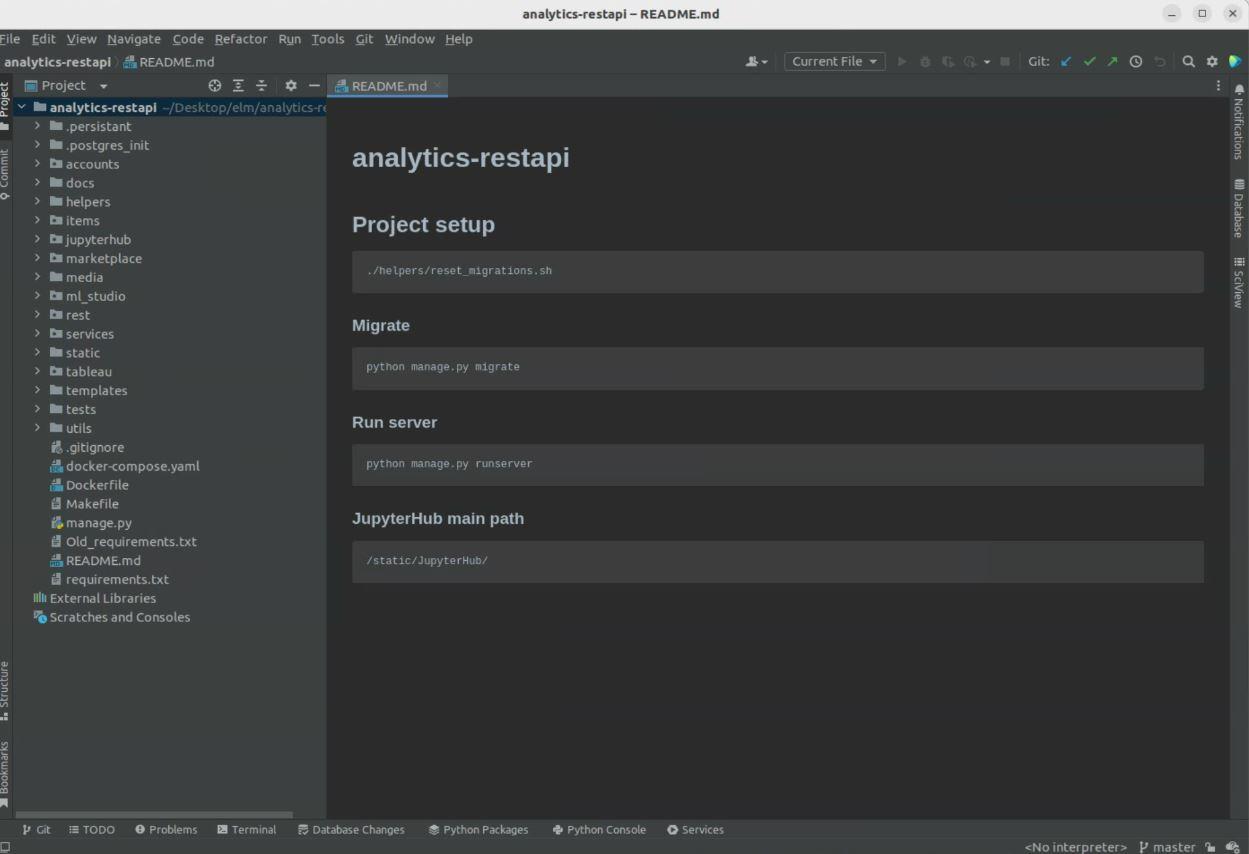 analytics-restapi – README.md
File Edit View Navigate Code Refactor Run Tools Git Window Help
analytics-restapi README.md
Current File
Git:
Project
README.md
Project
Commit
Structure
Bookmarks
analytics-restapi ~/Desktop/elm/analytics-re
.persistant
.postgres_init
accounts
docs
helpers
items
jupyterhub
marketplace
media
ml_studio
rest
services
static
tableau
templates
tests
utils
.gitignore
docker-compose.yaml
Dockerfile
Makefile
manage.py
Old_requirements.txt
README.md
requirements.txt
External Libraries
Scratches and Consoles
analytics-restapi
Project setup
./helpers/reset_migrations.sh
Migrate
python manage.py migrate
Run server
python manage.py runserver
JupyterHub main path
/static/JupyterHub/
Notifications
Database
SciView
Git TODO Problems Terminal Database Changes Python Packages Python Console Services
<No interpreter> master